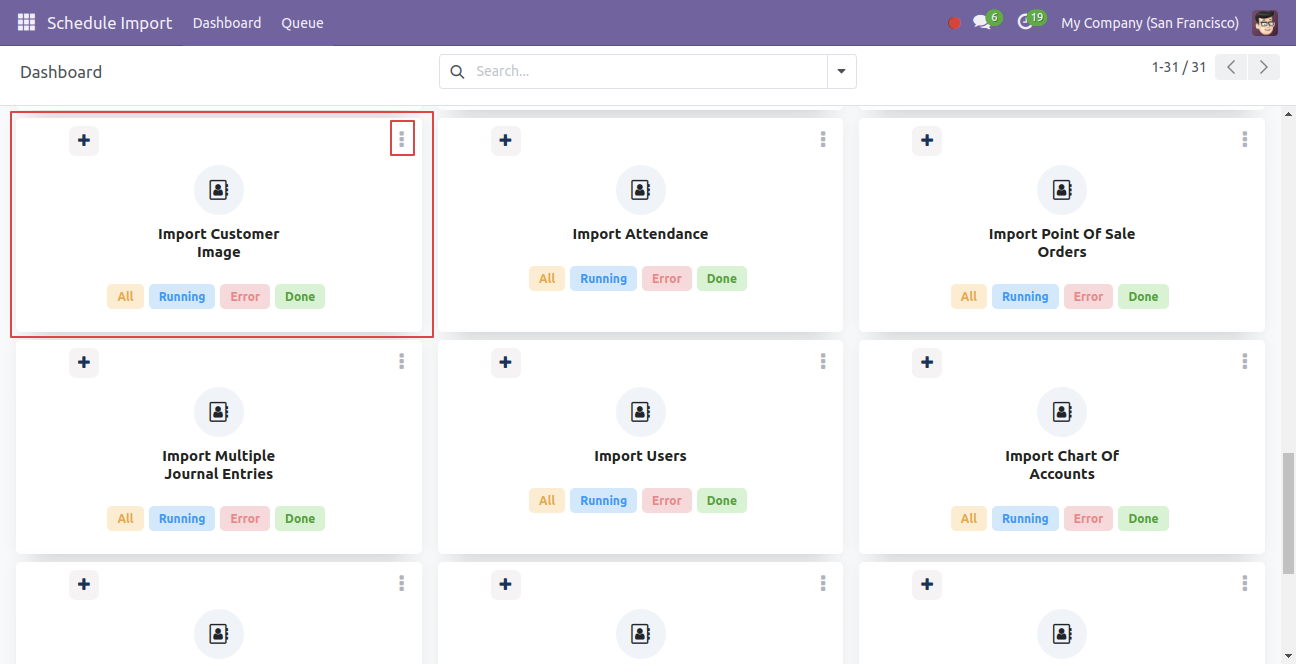 Schedule Import Dashboard Queue 6 19 My Company (San Francisco)
Dashboard Search... 1-31 / 31
Import Customer
Image
All Running Error Done
Import Attendance
All Running Error Done
Import Point Of Sale
Orders
All Running Error Done
Import Multiple
Journal Entries
All Running Error Done
Import Users
All Running Error Done
Import Chart Of
Accounts
All Running Error Done